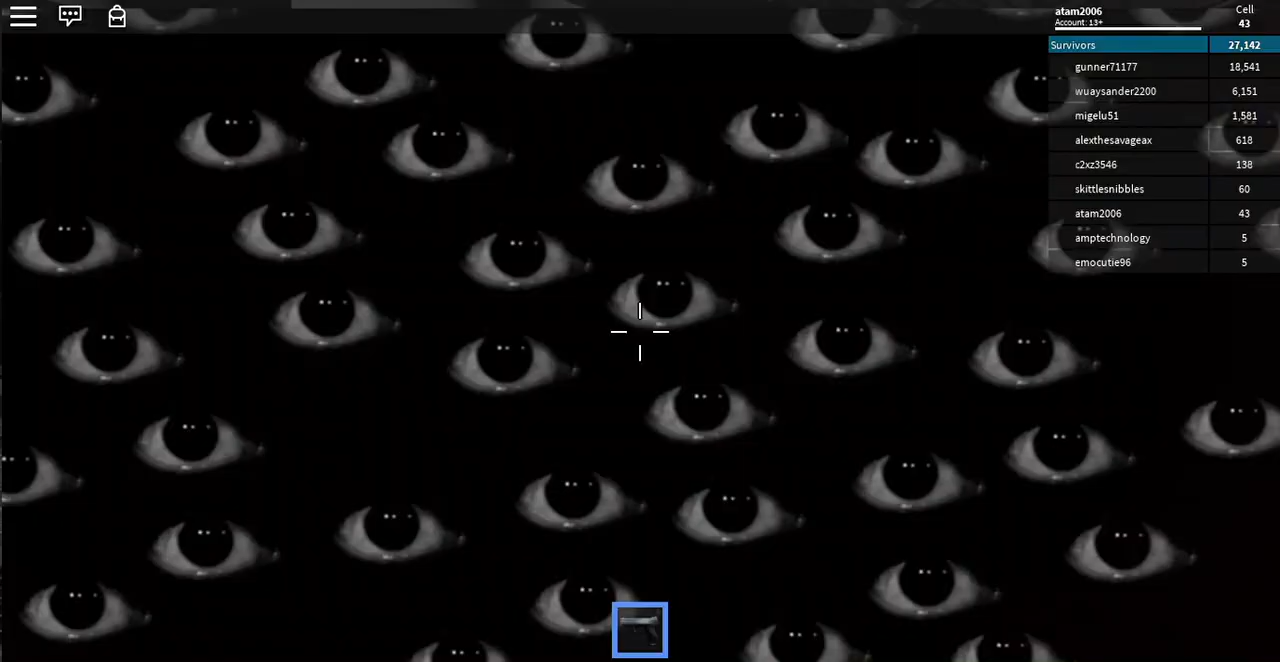 atam2006
Account: 13+
Cell
43
Survivors 27,142
gunner71177 18,541
wuaysander2200 6,151
migelu51 1,581
alexthesavageax 618
c2xz3546 138
skittlesnibbles 60
atam2006 43
amptechnology 5
emocutie96 5